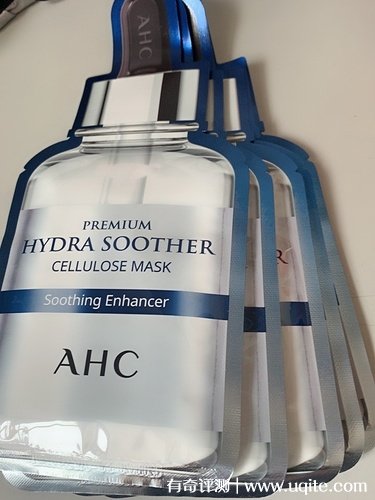 AHC
PREMIUM
HYDRA SOOTHER
CELLULOSE MASK
Soothing Enhancer
AHC
R
有奇评测 | www.uqite.com